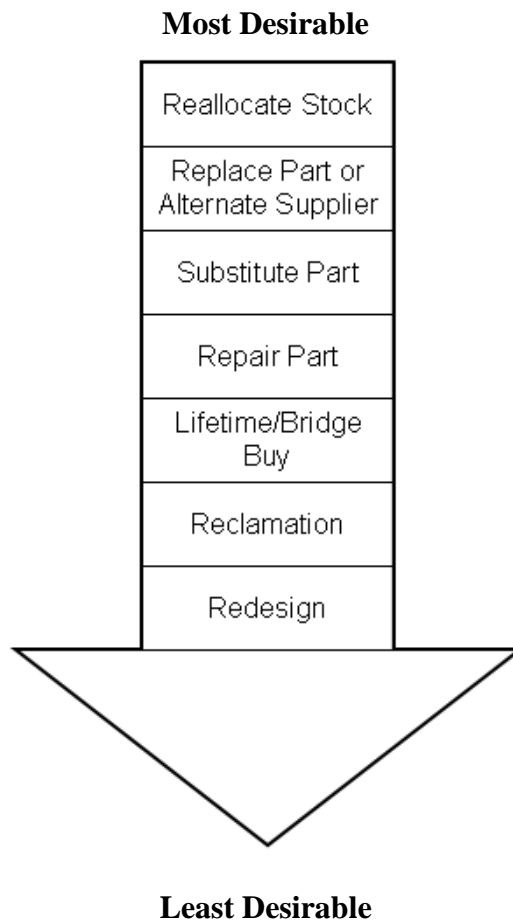 Most Desirable
Reallocate Stock
Replace Part or
Alternate Supplier
Substitute Part
Repair Part
Lifetime/Bridge
Buy
Reclamation
Redesign
Least Desirable